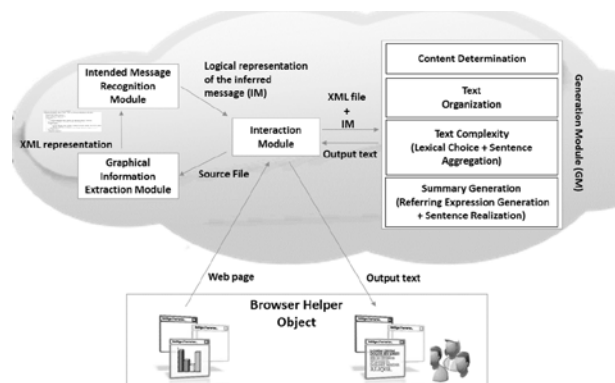 Intended Message
Recognition
Module
Logical representation
of the inferred
message (IM)
XML representation
Graphical
Information
Extraction Module
Source File
Interaction
Module
XML file
+
IM
Output text
Content Determination
Text
Organization
Text Complexity
(Lexical Choice + Sentence
Aggregation)
Summary Generation
(Referring Expression Generation
+ Sentence Realization)
Generation Module (GM)
Web page
Output text
Browser Helper
Object